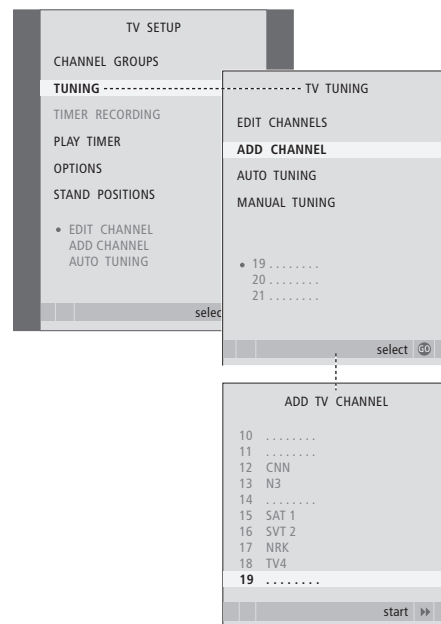 TV SETUP
CHANNEL GROUPS
TUNING
TIMER RECORDING
PLAY TIMER
OPTIONS
STAND POSITIONS
• EDIT CHANNEL
ADD CHANNEL
AUTO TUNING
selec
TV TUNING
EDIT CHANNELS
ADD CHANNEL
AUTO TUNING
MANUAL TUNING
• 19 ........
20 ........
21 ........
select GO
ADD TV CHANNEL
10 ........
11 ........
12 CNN
13 N3
14 ........
15 SAT 1
16 SVT 2
17 NRK
18 TV4
19 ........
start